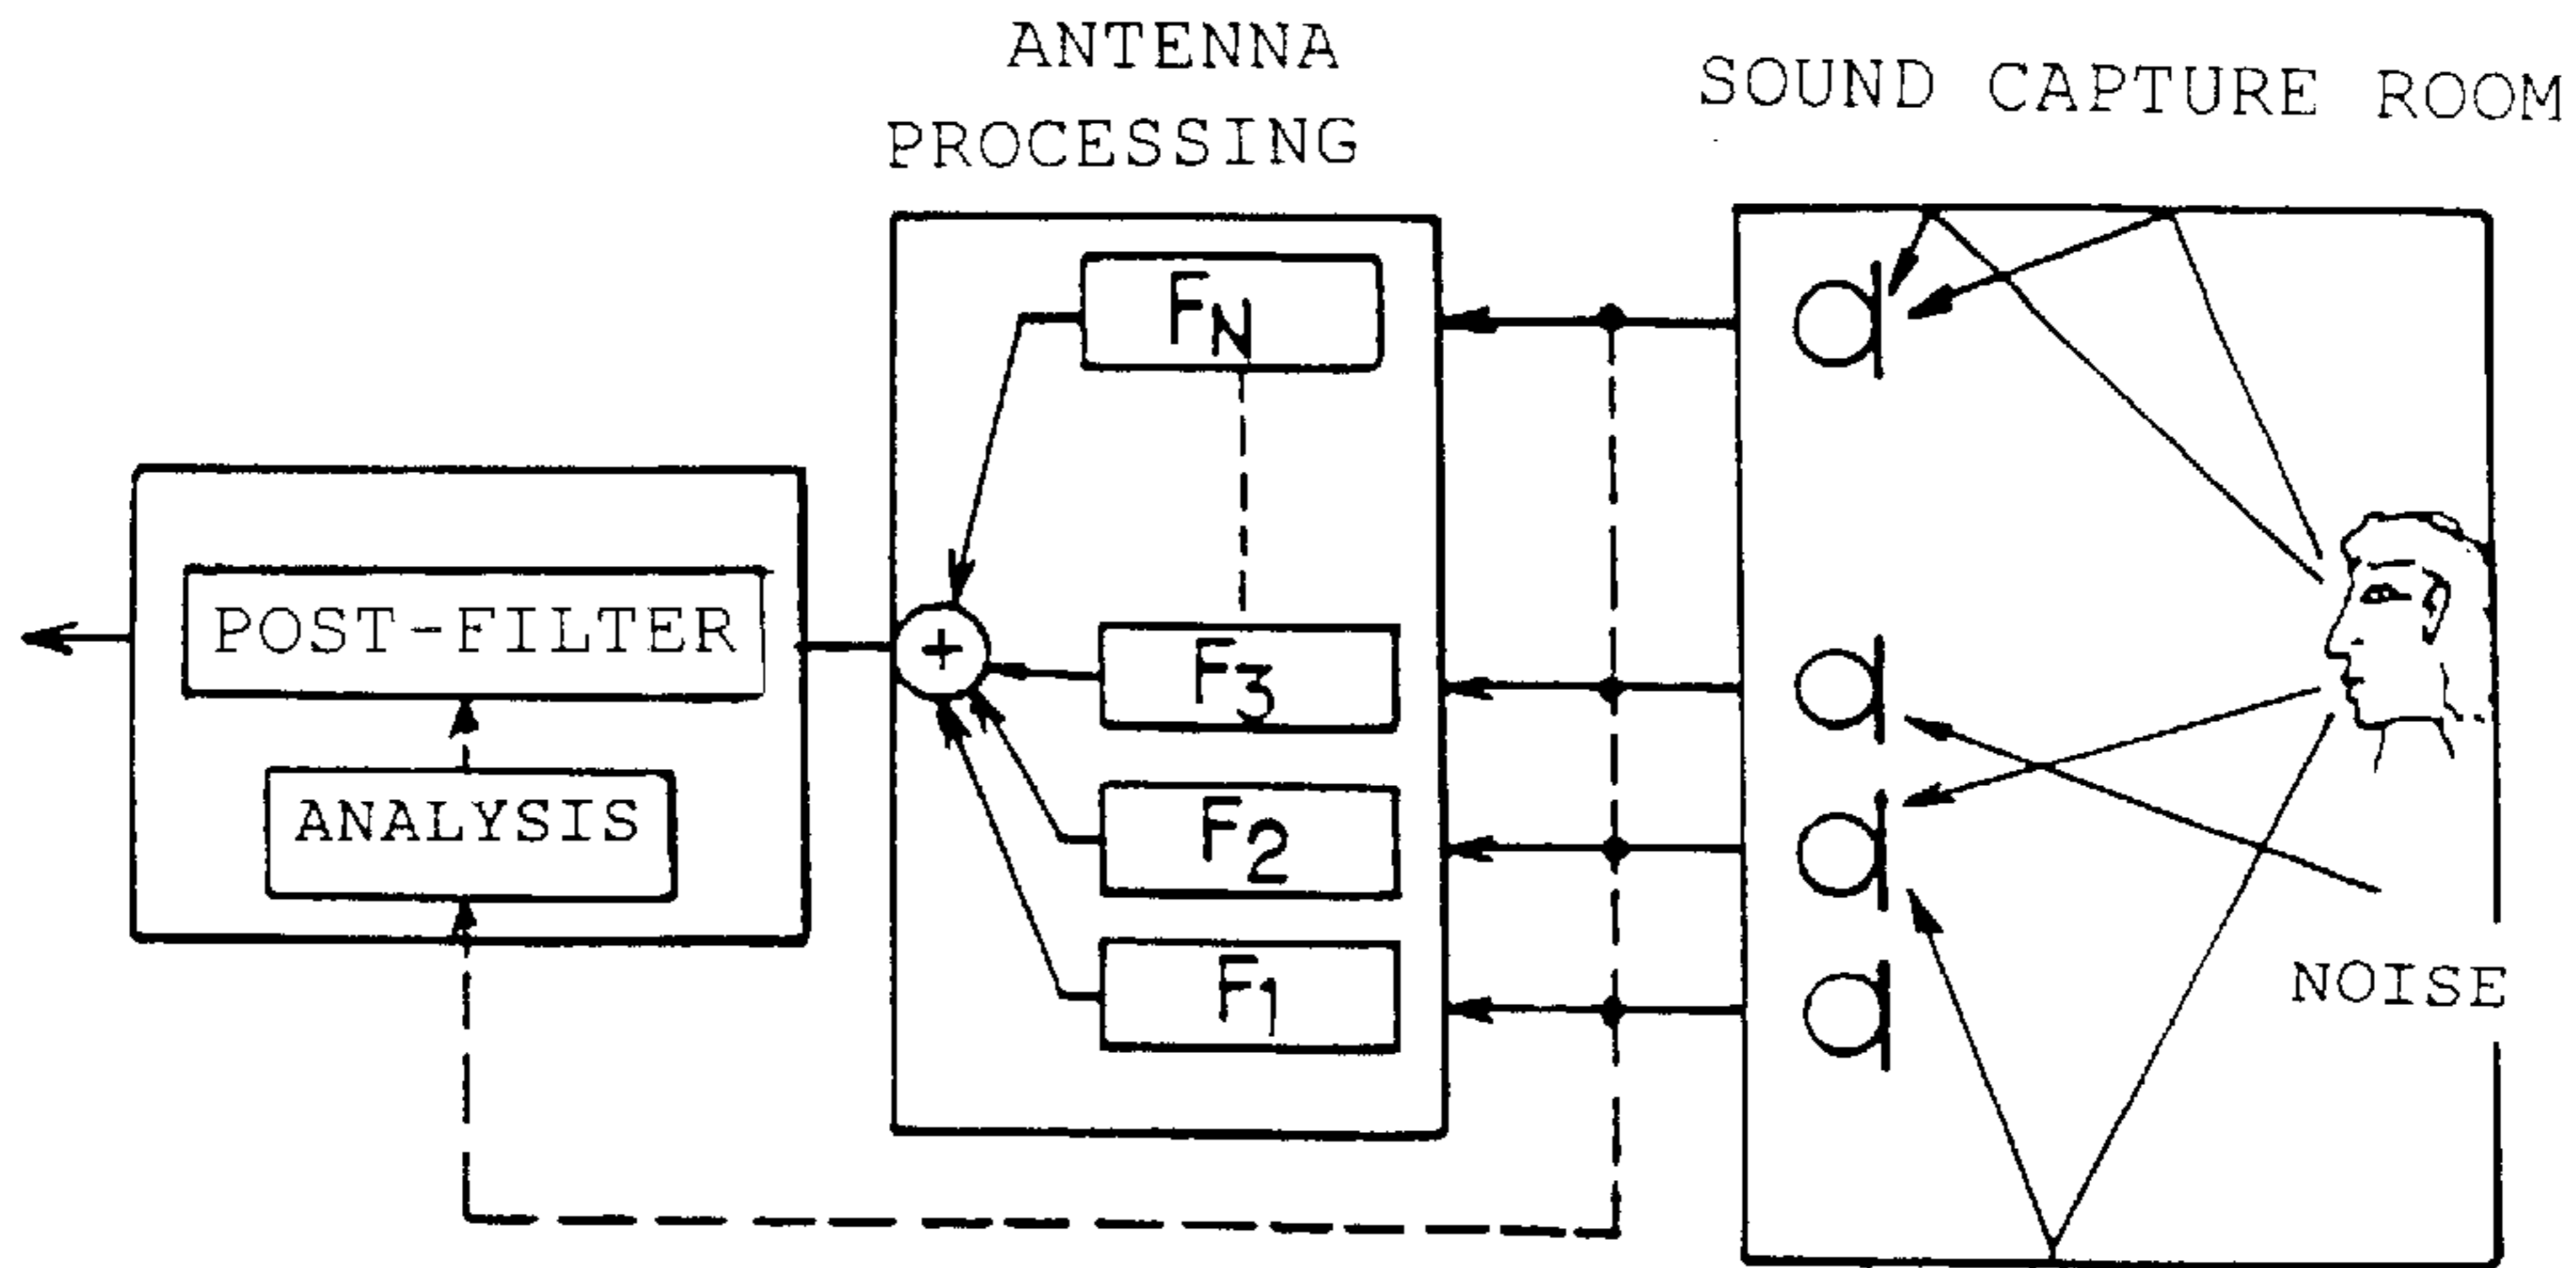 ANTENNA
PROCESSING
SOUND CAPTURE ROOM
FN
POST-FILTER
+
F3
ANALYSIS
F2
F1
NOISE